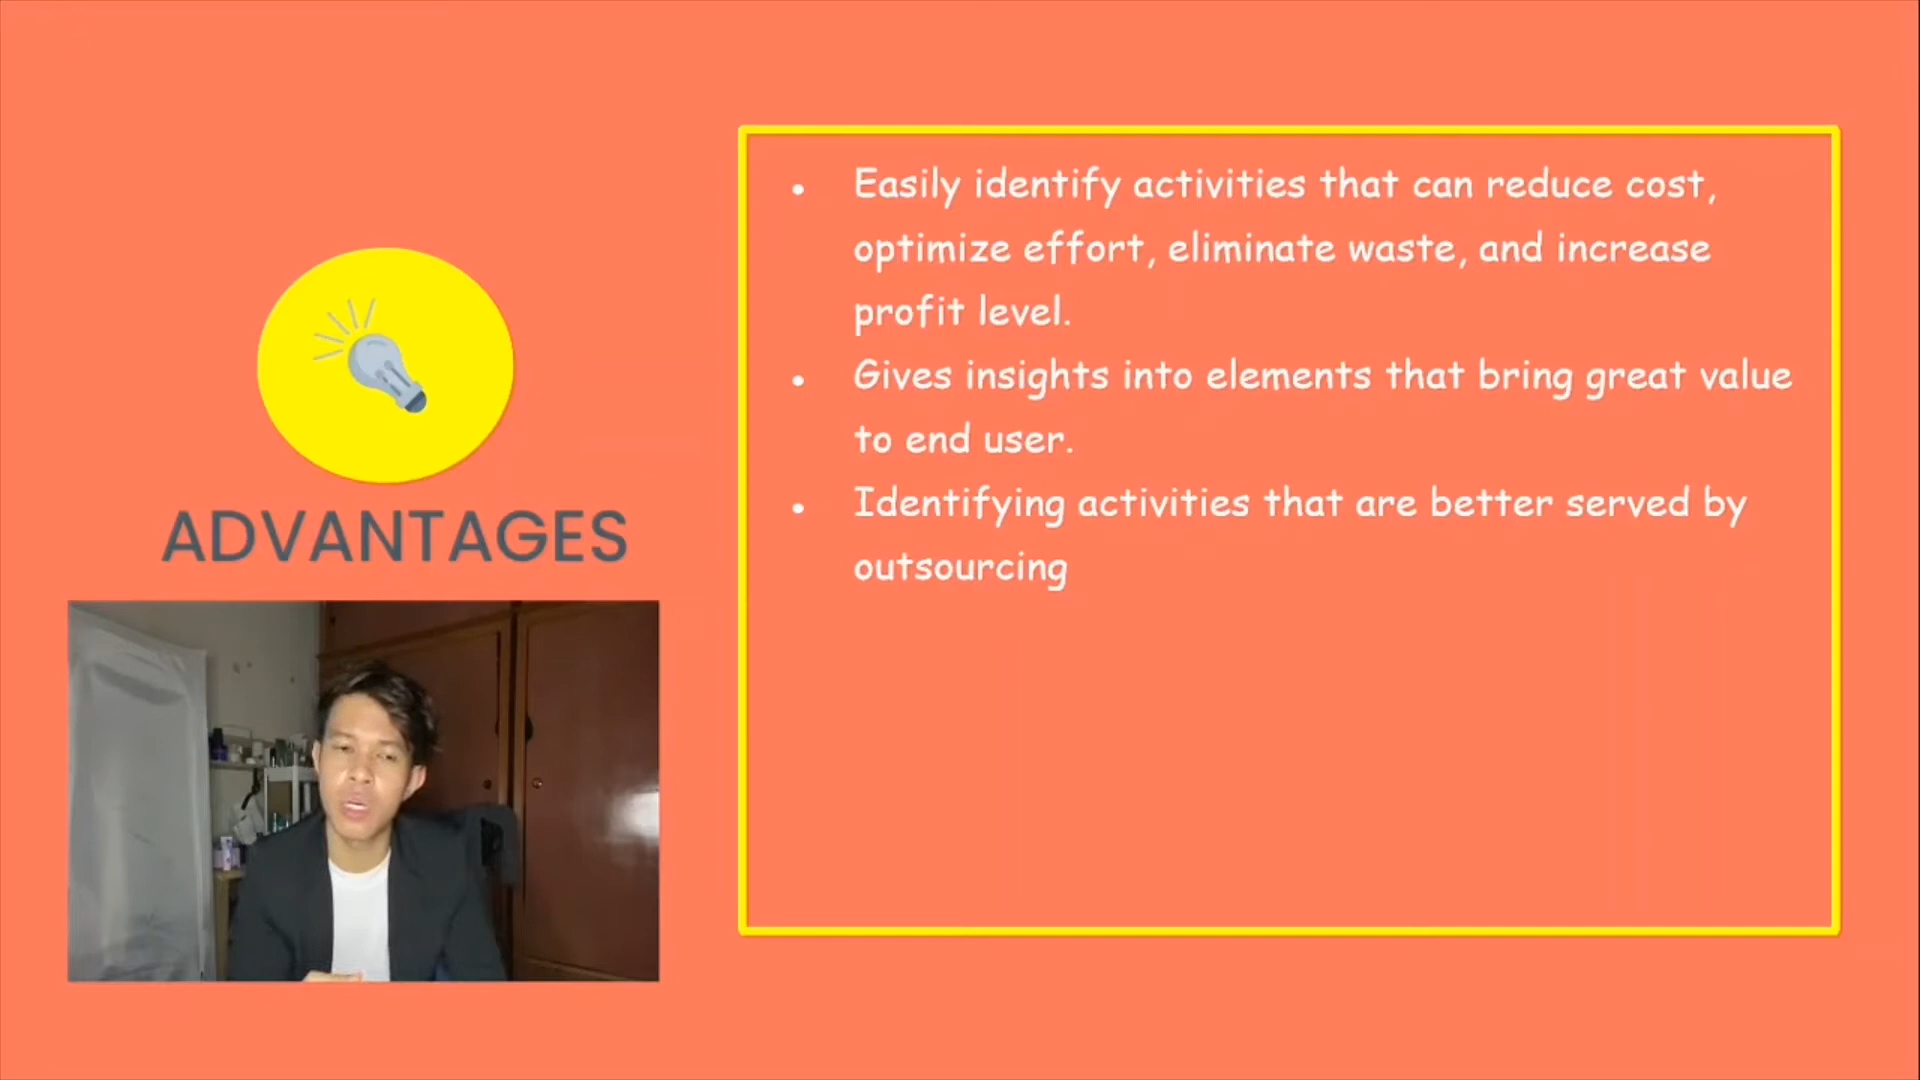 ADVANTAGES
• Easily identify activities that can reduce cost,
optimize effort, eliminate waste, and increase
profit level.
• Gives insights into elements that bring great value
to end user.
• Identifying activities that are better served by
outsourcing